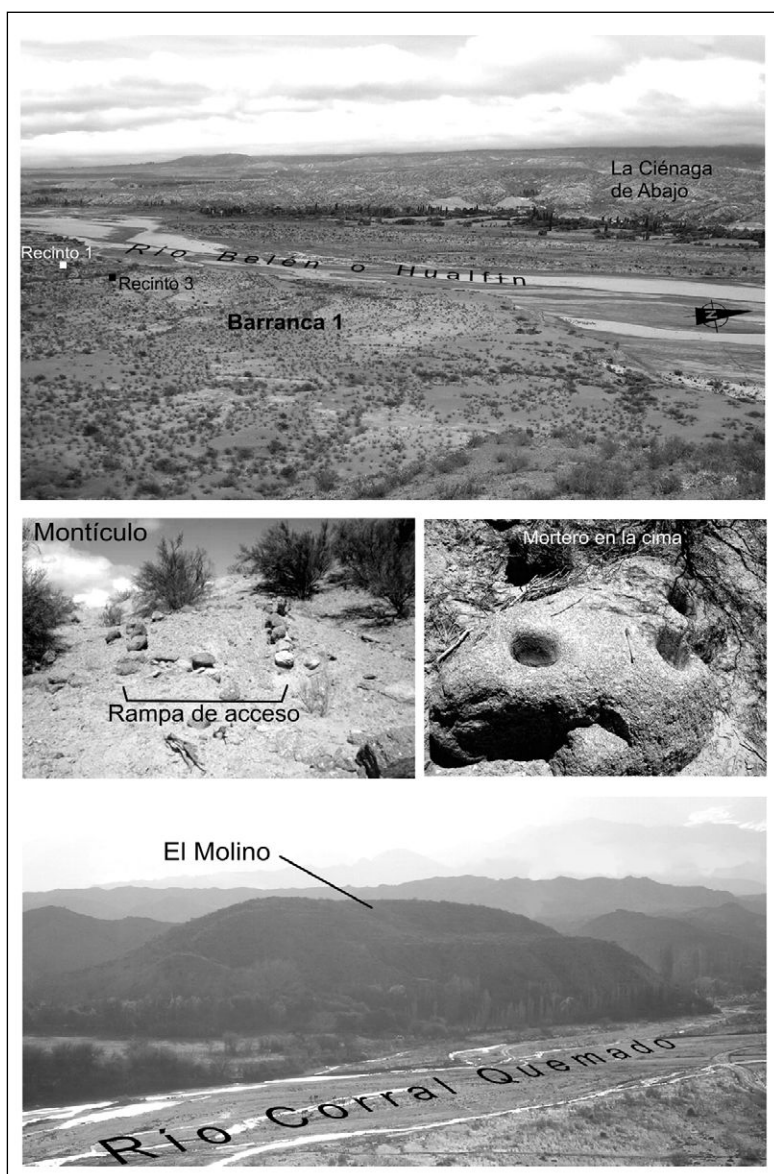 La Ciénaga
de Abajo
Recinto 1
Río Belén o Hualfin
Recinto 3
Barranca 1
N
Montículo
Rampa de acceso
Mortero en la cima
El Molino
Río Corral Quemado